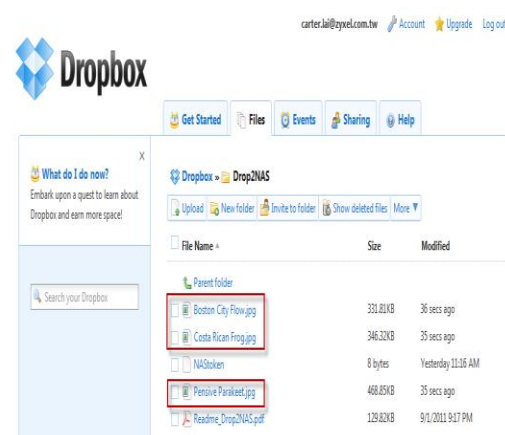 carter.lai@zyxel.com.tw Account Upgrade Log out
Dropbox
Get Started Files Events Sharing Help
X
What do I do now?
Embark upon a quest to learn about
Dropbox and earn more space!
Search your Dropbox
Dropbox » Drop2NAS
Upload New folder Invite to folder Show deleted files More ▼
File Name ▲ Size Modified
Parent folder
Boston City Flow.jpg 331.81KB 36 secs ago
Costa Rican Frog.jpg 346.32KB 35 secs ago
NAStoken 8 bytes Yesterday 11:16 AM
Pensive Parakeet.jpg 468.85KB 35 secs ago
Readme_Drop2NAS.pdf 129.82KB 9/1/2011 9:17 PM